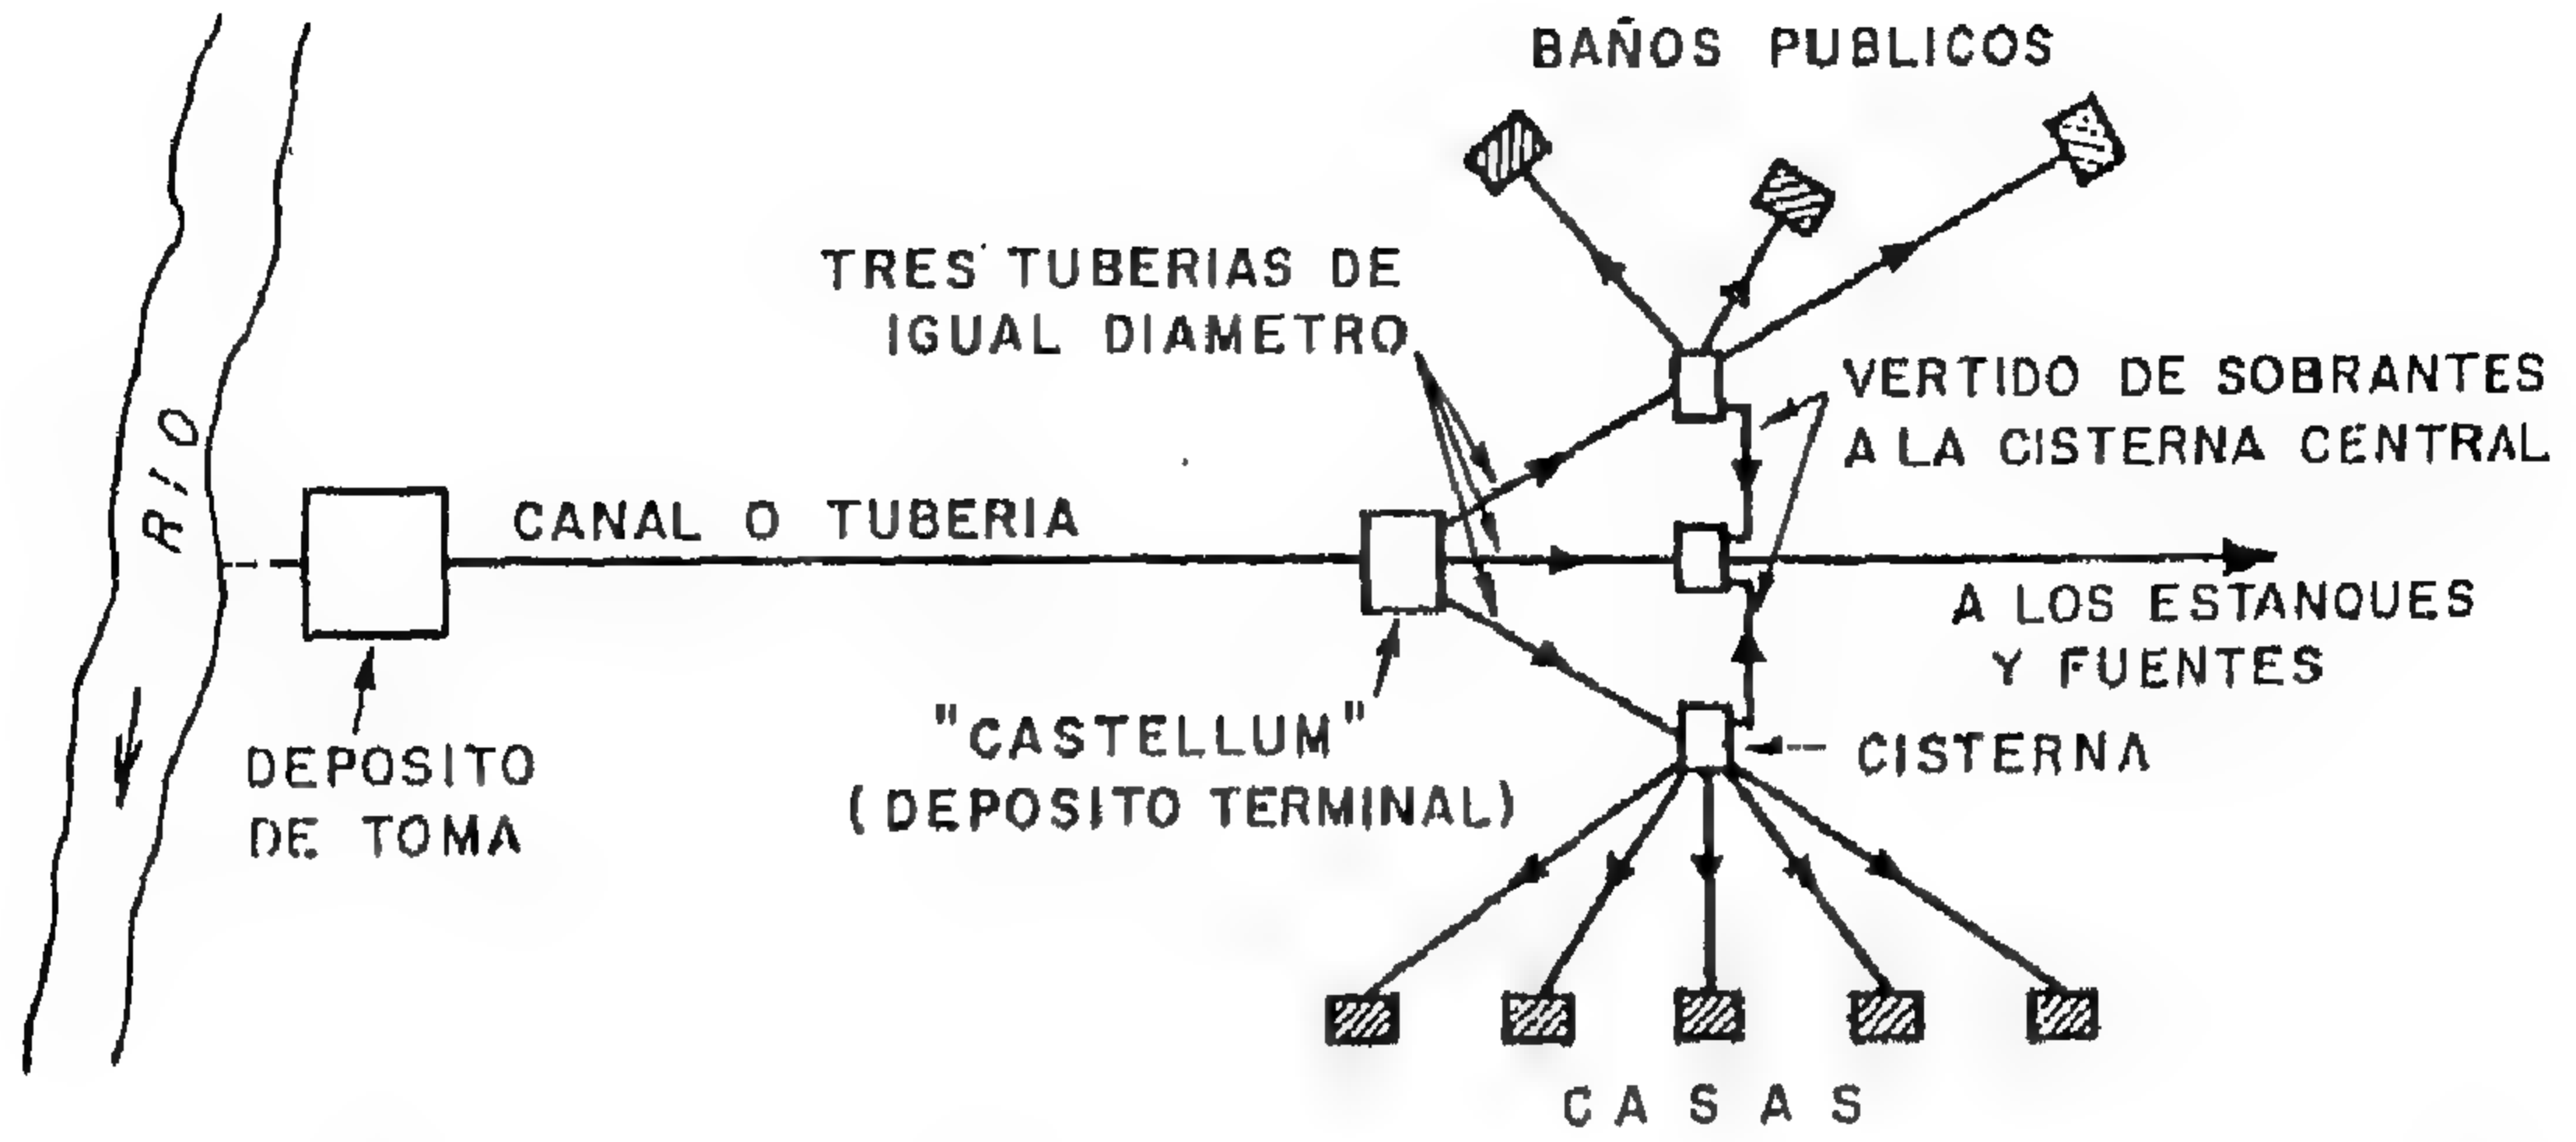 BAÑOS PUBLICOS
TRES TUBERIAS DE
IGUAL DIAMETRO
VERTIDO DE SOBRANTES
A LA CISTERNA CENTRAL
RIO
CANAL O TUBERIA
A LOS ESTANQUES
Y FUENTES
DEPOSITO
DE TOMA
"CASTELLUM"
(DEPOSITO TERMINAL)
CISTERNA
CASAS